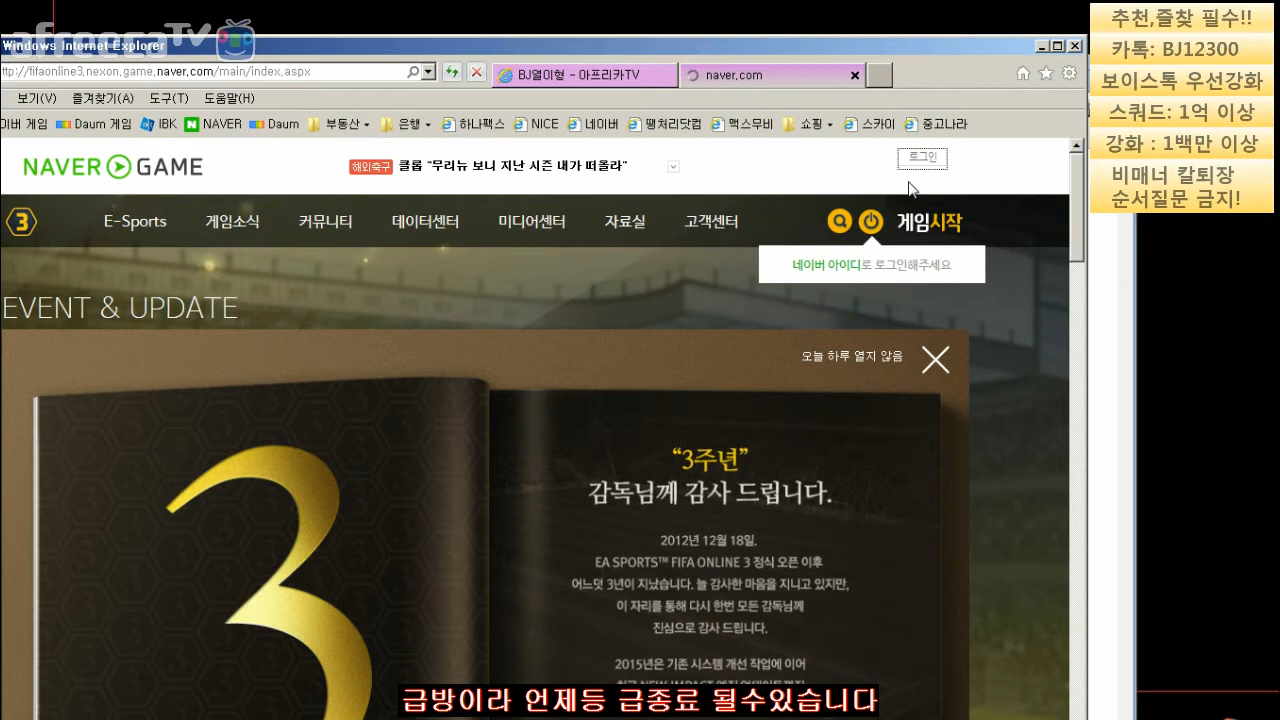 afreecaTV
Windows Internet Explorer
ttp://fifaonline3.nexon.game.naver.com/main/index.aspx
BJ열이형 - 아프리카TV
naver.com
보기(V) 즐겨찾기(A) 도구(T) 도움말(H)
이버 게임 Daum 게임 IBK NAVER Daum 부동산 은행 하나팩스 NICE 네이버 땡처리닷컴 맥스무비 쇼핑 스카이 중고나라
NAVER GAME
해외축구 클롭 "무리뉴 보니 지난 시즌 내가 떠올라"
로그인
3 E-Sports 게임소식 커뮤니티 데이터센터 미디어센터 자료실 고객센터 게임시작
네이버 아이디로 로그인해주세요
EVENT & UPDATE
오늘 하루 열지 않음
3
“3주년”
감독님께 감사 드립니다.
2012년 12월 18일.
EA SPORTS™ FIFA ONLINE 3 정식 오픈 이후
어느덧 3년이 지났습니다. 늘 감사한 마음을 지니고 있지만,
이 자리를 통해 다시 한번 모든 감독님께
진심으로 감사 드립니다.
2015년은 기존 시스템 개선 작업에 이어
급방이라 언제등 급종료 될수있습니다
추천,즐찾 필수!!
카톡: BJ12300
보이스톡 우선강화
스쿼드: 1억 이상
강화 : 1백만 이상
비매너 칼퇴장
순서질문 금지!